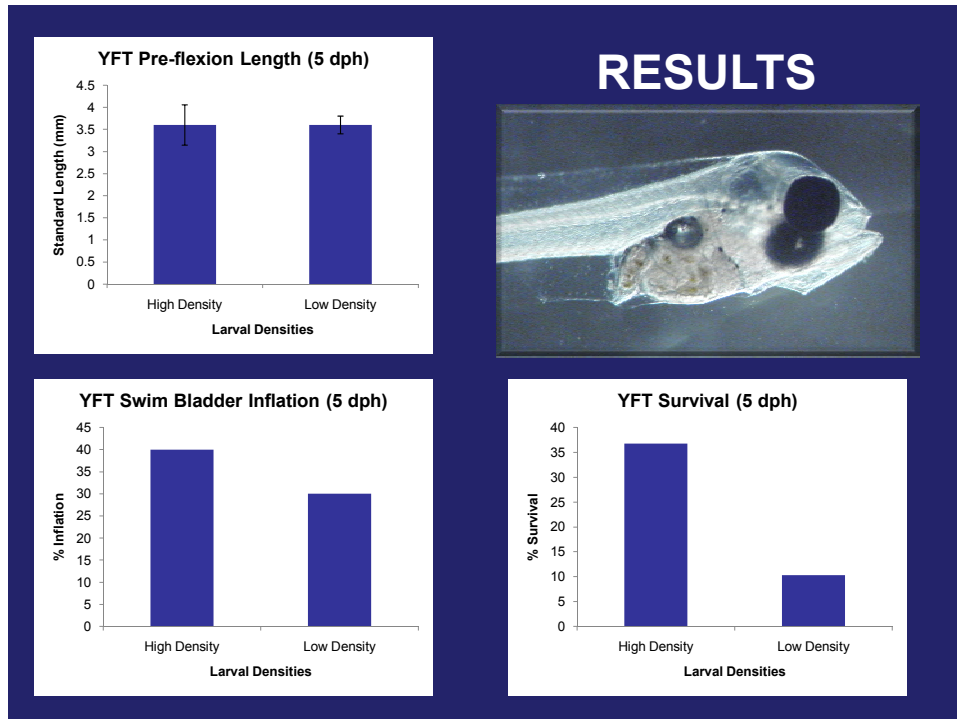 YFT Pre-flexion Length (5 dph)
4.5
4
3.5
3
2.5
2
1.5
1
0.5
0
Standard Length (mm)
High Density Low Density
Larval Densities
RESULTS
YFT Swim Bladder Inflation (5 dph)
45
40
35
30
25
20
15
10
5
0
% Inflation
High Density Low Density
Larval Densities
YFT Survival (5 dph)
40
35
30
25
20
15
10
5
0
% Survival
High Density Low Density
Larval Densities